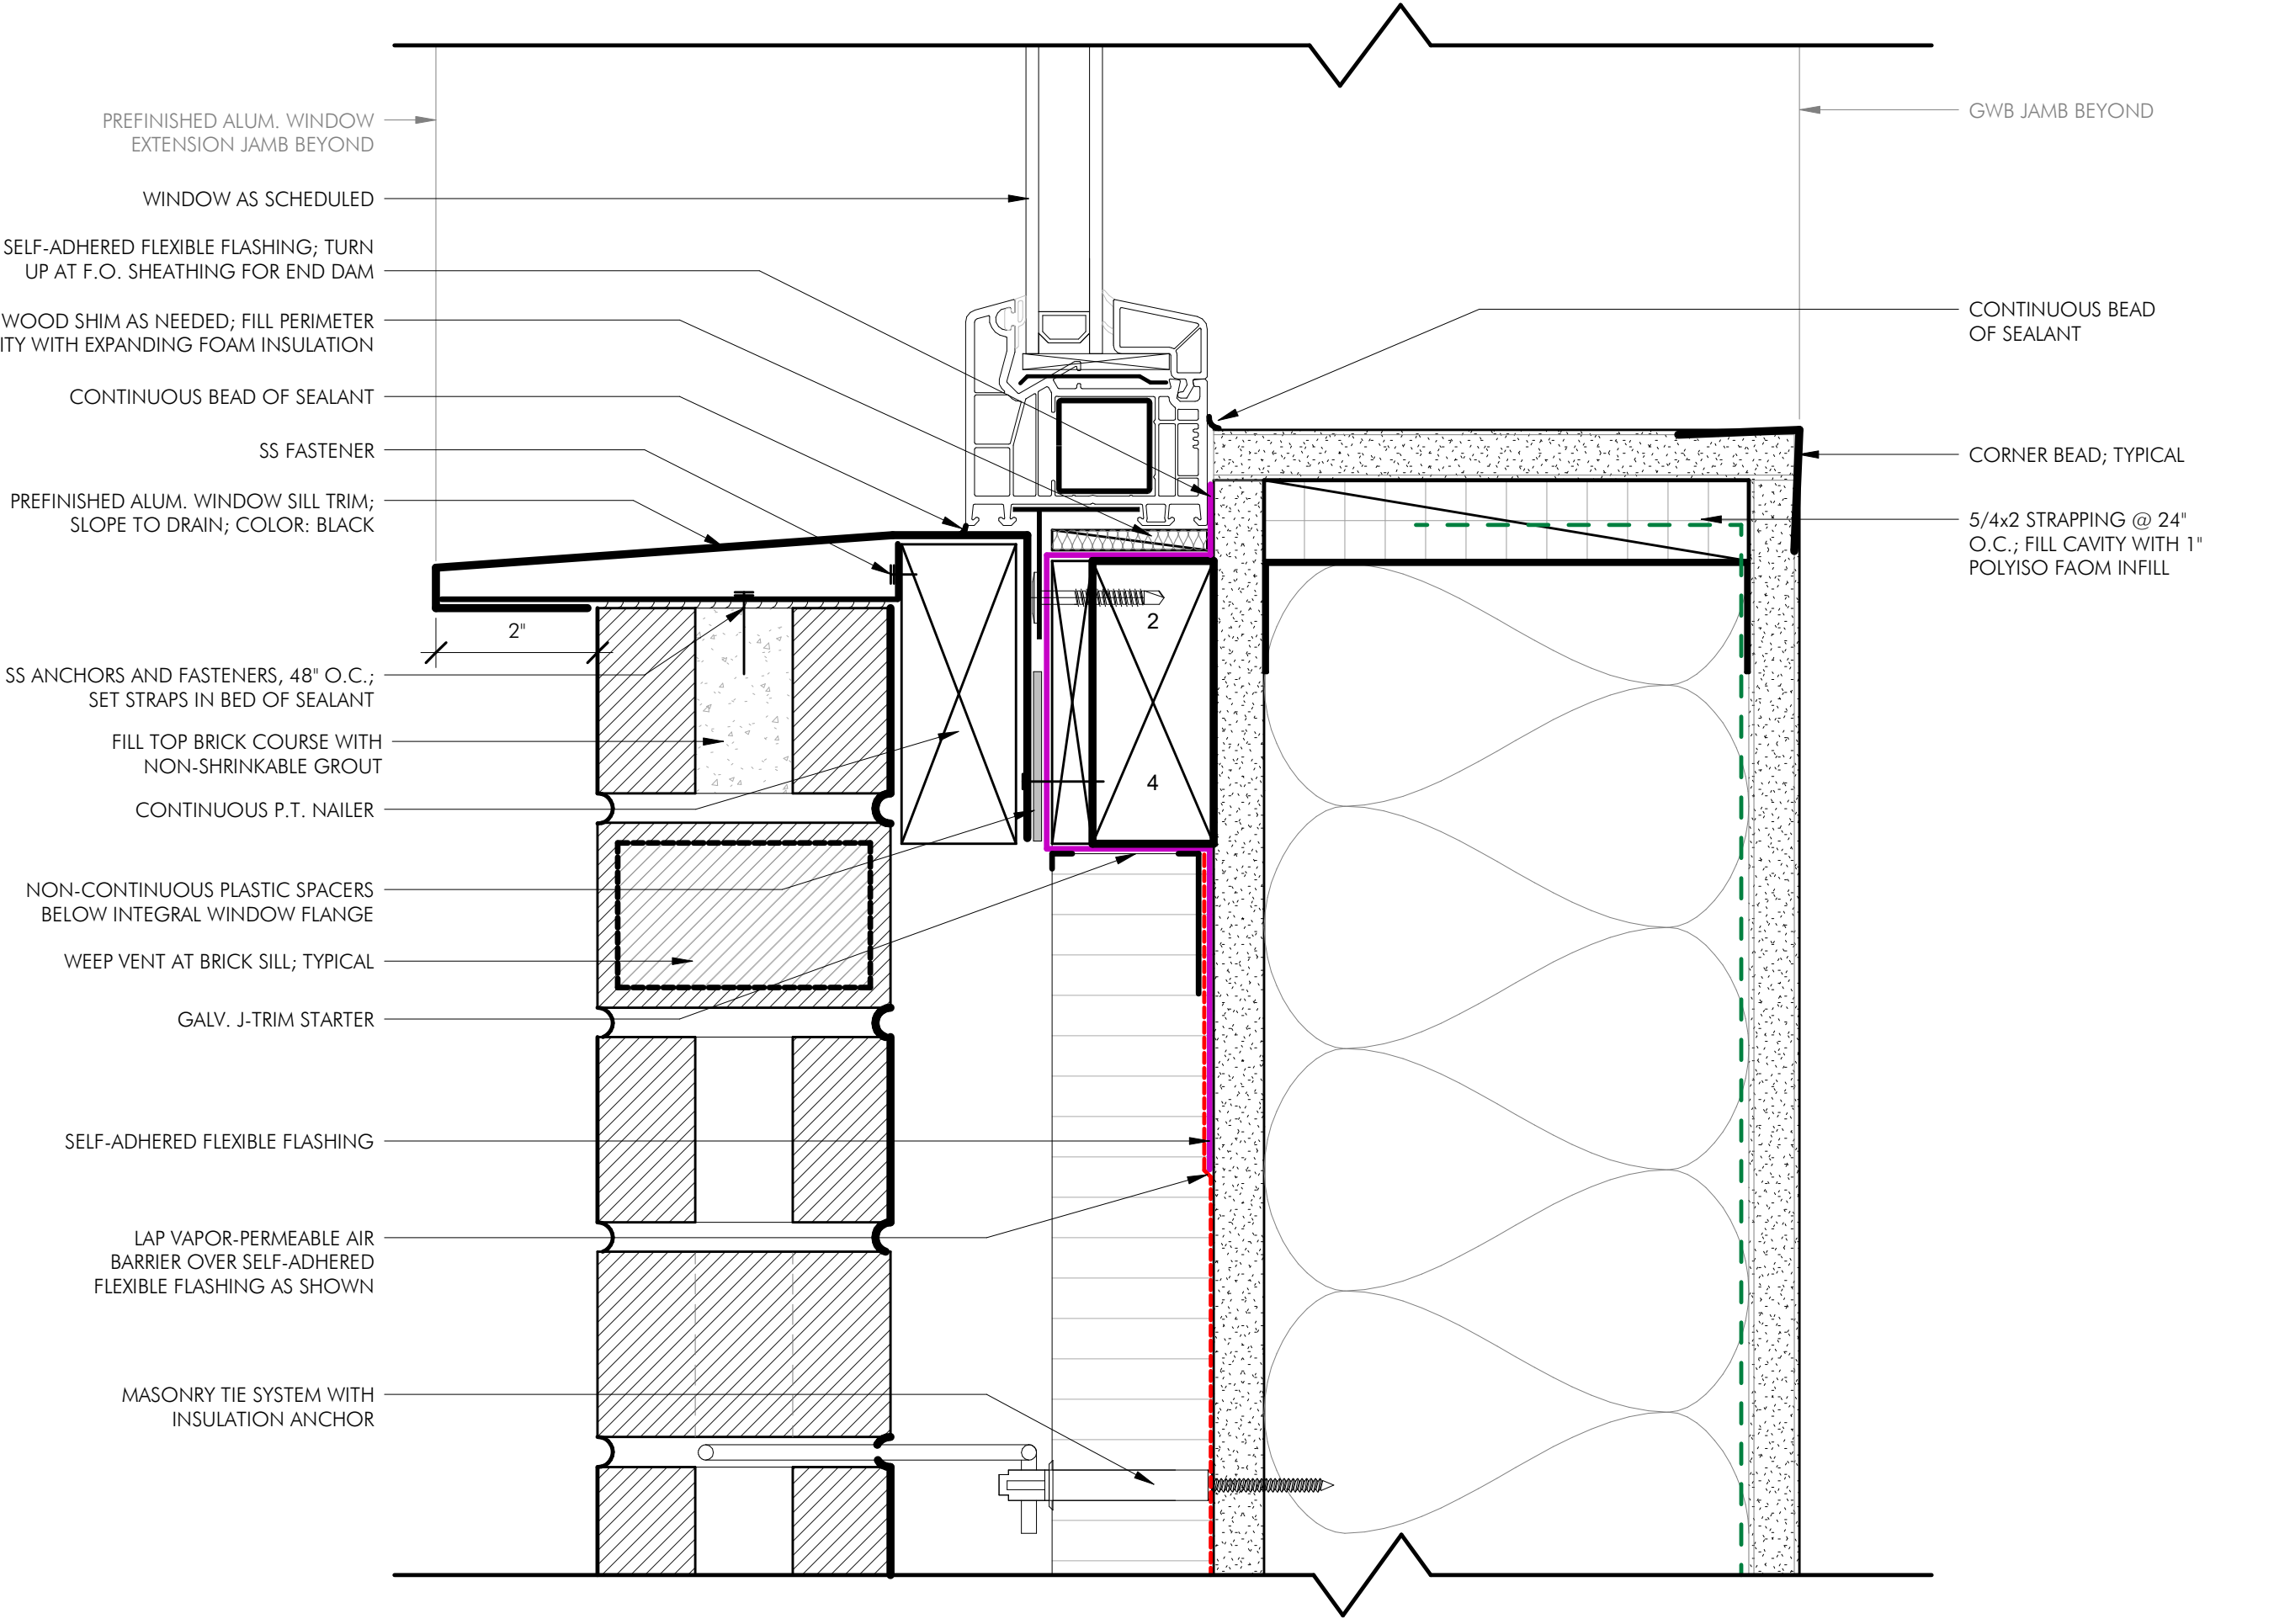 PREFINISHED ALUM. WINDOW
EXTENSION JAMB BEYOND
WINDOW AS SCHEDULED
SELF-ADHERED FLEXIBLE FLASHING; TURN
UP AT F.O. SHEATHING FOR END DAM
WOOD SHIM AS NEEDED; FILL PERIMETER
ITY WITH EXPANDING FOAM INSULATION
CONTINUOUS BEAD OF SEALANT
SS FASTENER
PREFINISHED ALUM. WINDOW SILL TRIM;
SLOPE TO DRAIN; COLOR: BLACK
2"
SS ANCHORS AND FASTENERS, 48" O.C.;
SET STRAPS IN BED OF SEALANT
FILL TOP BRICK COURSE WITH
NON-SHRINKABLE GROUT
CONTINUOUS P.T. NAILER
NON-CONTINUOUS PLASTIC SPACERS
BELOW INTEGRAL WINDOW FLANGE
WEEP VENT AT BRICK SILL; TYPICAL
GALV. J-TRIM STARTER
SELF-ADHERED FLEXIBLE FLASHING
LAP VAPOR-PERMEABLE AIR
BARRIER OVER SELF-ADHERED
FLEXIBLE FLASHING AS SHOWN
MASONRY TIE SYSTEM WITH
INSULATION ANCHOR
2
4
GWB JAMB BEYOND
CONTINUOUS BEAD
OF SEALANT
CORNER BEAD; TYPICAL
5/4x2 STRAPPING @ 24"
O.C.; FILL CAVITY WITH 1"
POLYISO FAOM INFILL